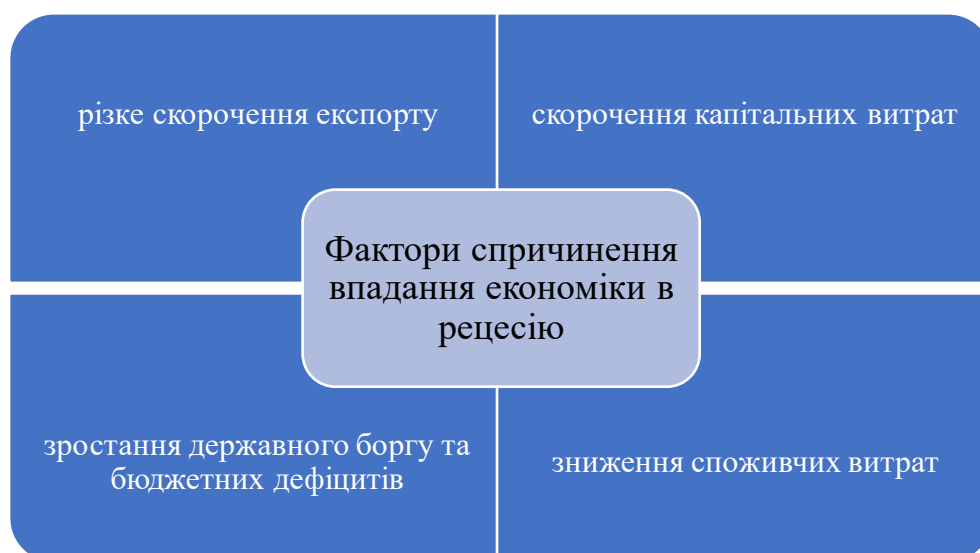 різке скорочення експорту
скорочення капітальних витрат
Фактори спричинення
впадання економіки в
рецесію
зростання державного боргу та
бюджетних дефіцитів
зниження споживчих витрат